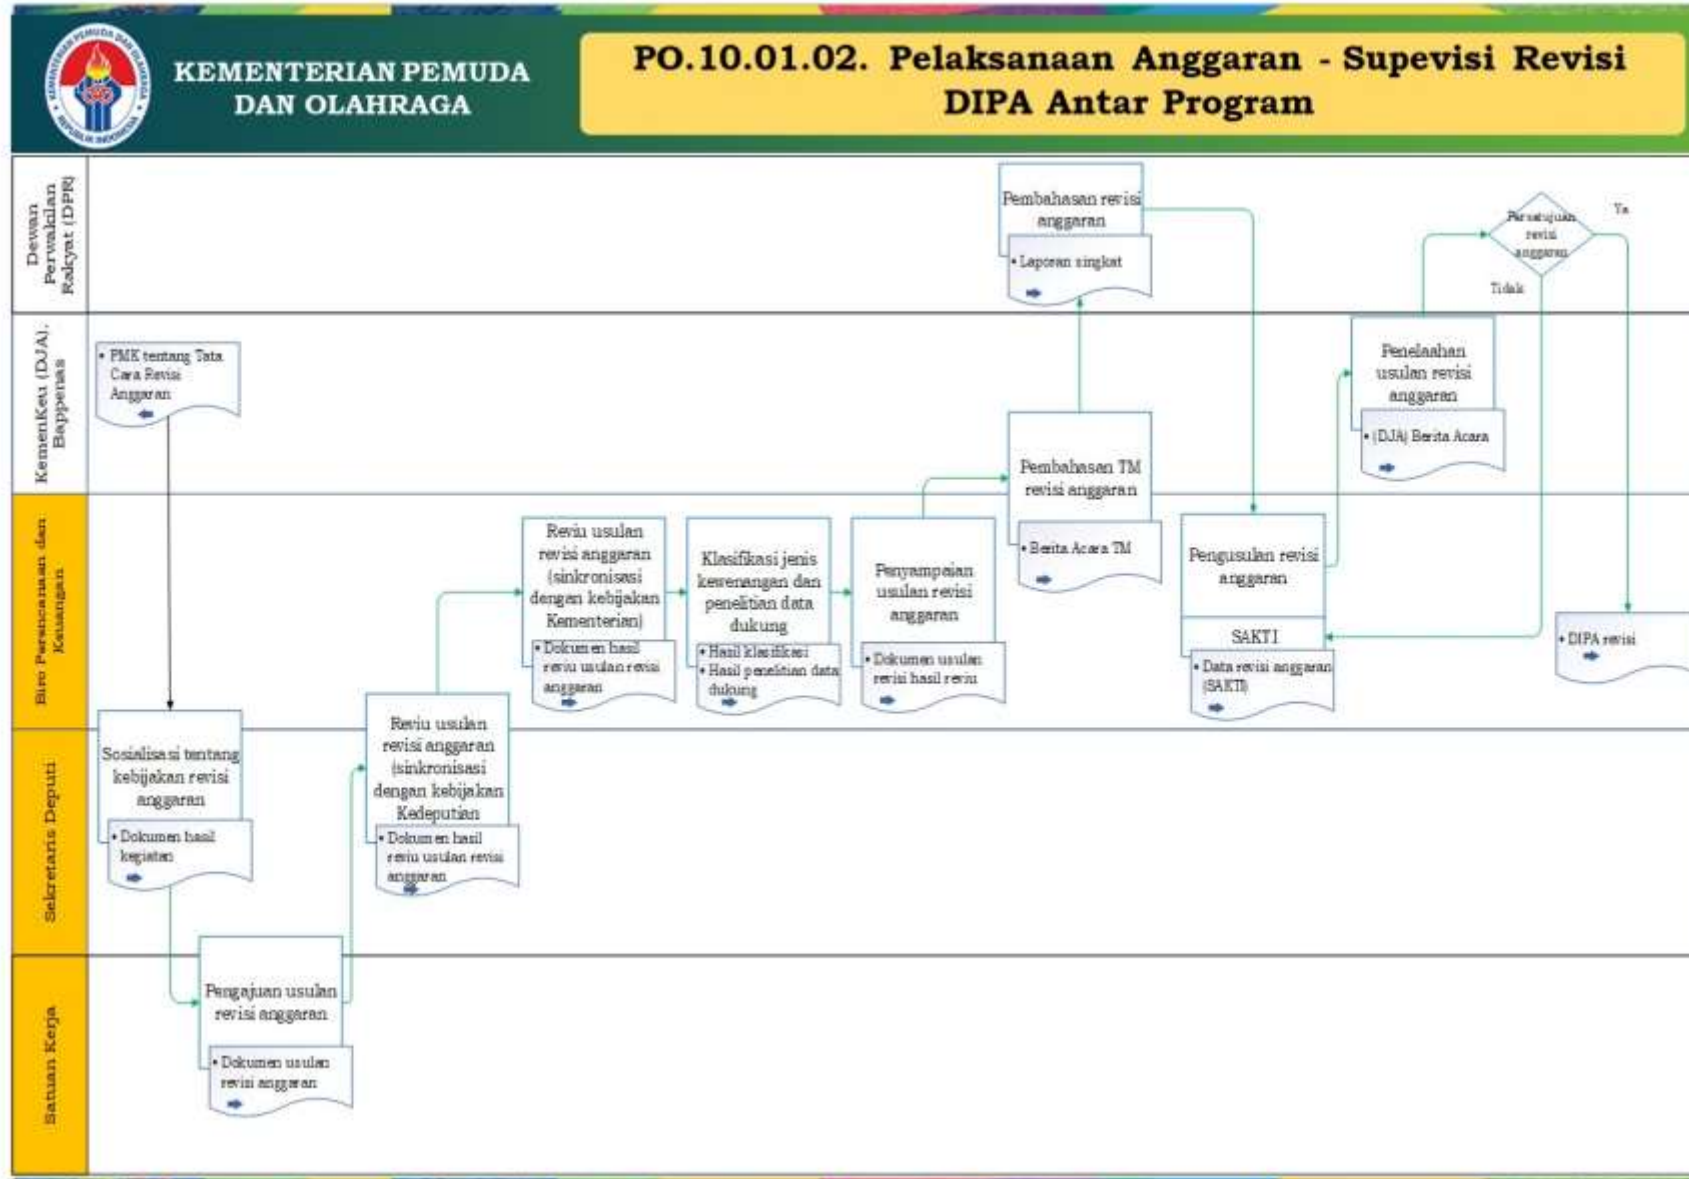 KEMENTERIAN PEMUDA DAN OLAHRAGA
REPUBLIK INDONESIA
KEMENTERIAN PEMUDA
DAN OLAHRAGA
PO.10.01.02. Pelaksanaan Anggaran - Supevisi Revisi
DIPA Antar Program
Dewan
Perwakilan
Rakyat (DPR)
Pembahasan revisi
anggaran
• Laporan singkat
Persetujuan
revisi
anggaran
Ya
Tidak
KemenKeu (DJA),
Bappenas
• PMK tentang Tata
Cara Revisi
Anggaran
Pembahasan TM
revisi anggaran
• Berita Acara TM
Penelaahan
usulan revisi
anggaran
• (DJA) Berita Acara
Biro Perencanaan dan
Keuangan
Reviu usulan
revisi anggaran
(sinkronisasi
dengan kebijakan
Kementerian)
• Dokumen hasil
reviu usulan revisi
anggaran
Klasifikasi jenis
kewenangan dan
penelitian data
dukung
• Hasil klasifikasi
• Hasil penelitian data
dukung
Penyampaian
usulan revisi
anggaran
• Dokumen usulan
revisi hasil reviu
Pengusulan revisi
anggaran
SAKTI
• Data revisi anggaran
(SAKTI)
• DIPA revisi
Sekretaris Deputi
Sosialisasi tentang
kebijakan revisi
anggaran
• Dokumen hasil
kegiatan
Reviu usulan
revisi anggaran
(sinkronisasi
dengan kebijakan
Kedeputian
• Dokumen hasil
reviu usulan revisi
anggaran
Satuan Kerja
Pengajuan usulan
revisi anggaran
• Dokumen usulan
revisi anggaran